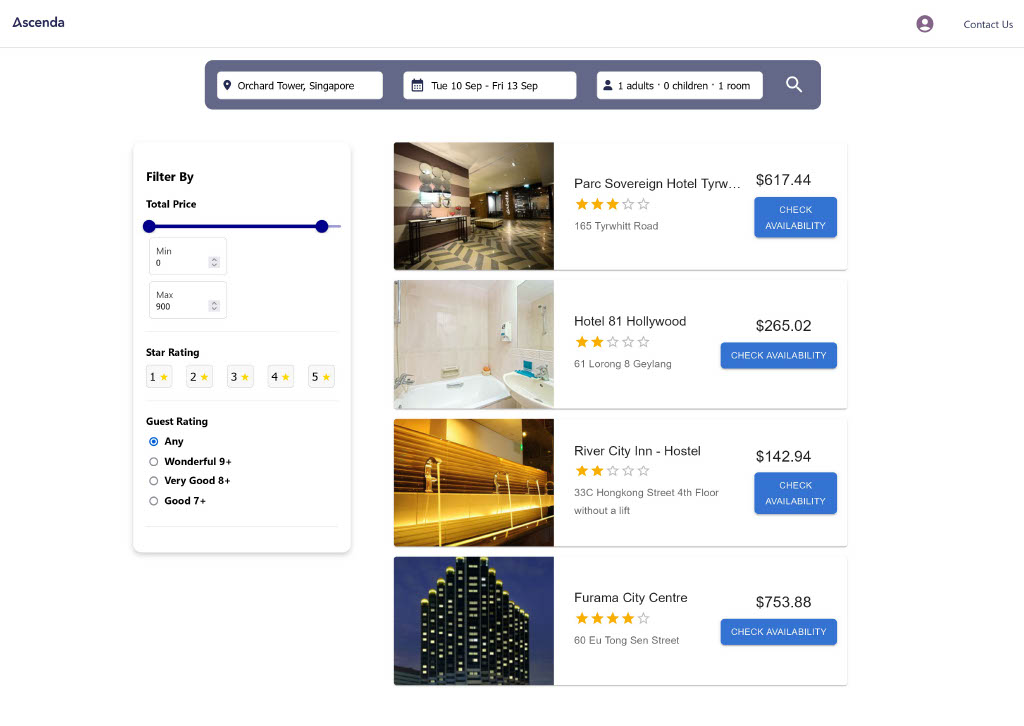 Ascenda
Contact Us
Orchard Tower, Singapore
Tue 10 Sep - Fri 13 Sep
1 adults · 0 children · 1 room
Filter By
Total Price
Min
0
Max
900
Star Rating
1
2
3
4
5
Guest Rating
Any
Wonderful 9+
Very Good 8+
Good 7+
Parc Sovereign Hotel Tyrw...
165 Tyrwhitt Road
$617.44
CHECK
AVAILABILITY
Hotel 81 Hollywood
61 Lorong 8 Geylang
$265.02
CHECK AVAILABILITY
River City Inn - Hostel
33C Hongkong Street 4th Floor
without a lift
$142.94
CHECK
AVAILABILITY
Furama City Centre
60 Eu Tong Sen Street
$753.88
CHECK AVAILABILITY